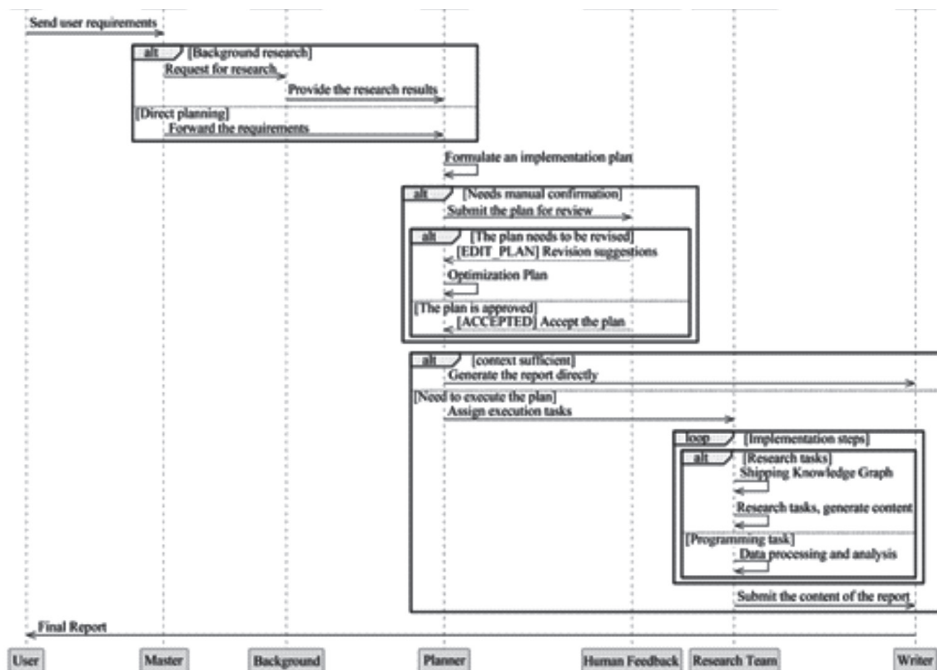 Send user requirements
alt [Background research]
Request for research
Provide the research results
[Direct planning]
Forward the requirements
Formulate an implementation plan
alt [Needs manual confirmation]
Submit the plan for review
alt [The plan needs to be revised]
[EDIT_PLAN] Revision suggestions
Optimization Plan
[The plan is approved]
[ACCEPTED] Accept the plan
alt [context sufficient]
Generate the report directly
[Need to execute the plan]
Assign execution tasks
loop [Implementation steps]
alt [Research tasks]
Shipping Knowledge Graph
Research tasks, generate content
[Programming task]
Data processing and analysis
Submit the content of the report
Final Report
User Master Background Planner Human Feedback Research Team Writer